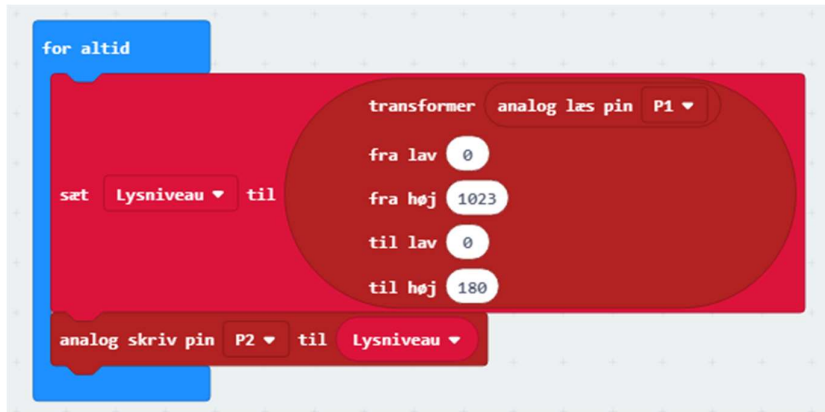 for altid
transformer analog læs pin P1
fra lav 0
sæt Lysniveau til fra høj 1023
til lav 0
til høj 180
analog skriv pin P2 til Lysniveau